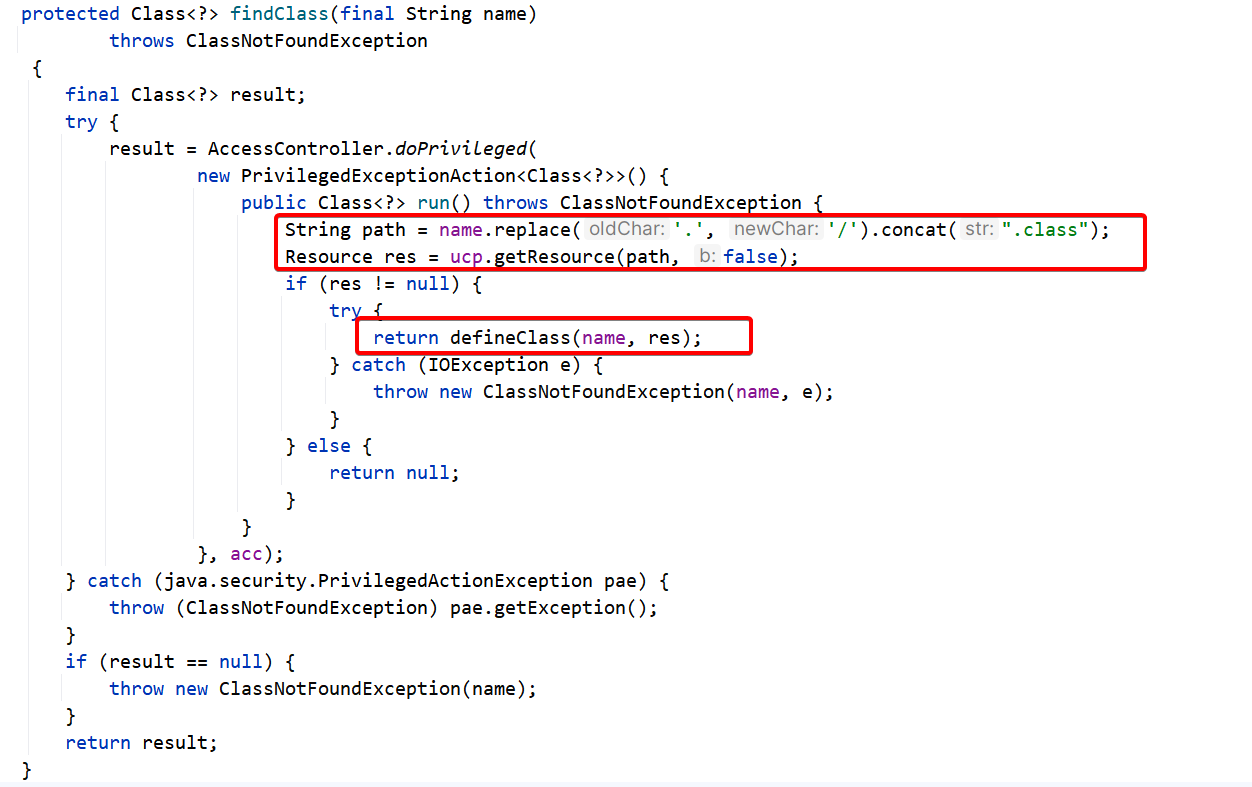 protected Class<?> findClass(final String name)
        throws ClassNotFoundException
 {
    final Class<?> result;
    try {
        result = AccessController.doPrivileged(
                new PrivilegedExceptionAction<Class<?>>() {
                    public Class<?> run() throws ClassNotFoundException {
                        String path = name.replace( oldChar: '.', newChar: '/').concat( str: ".class");
                        Resource res = ucp.getResource(path, b: false);
                        if (res != null) {
                            try {
                                return defineClass(name, res);
                            } catch (IOException e) {
                                throw new ClassNotFoundException(name, e);
                            }
                        } else {
                            return null;
                        }
                    }
                }, acc);
    } catch (java.security.PrivilegedActionException pae) {
        throw (ClassNotFoundException) pae.getException();
    }
    if (result == null) {
        throw new ClassNotFoundException(name);
    }
    return result;
}